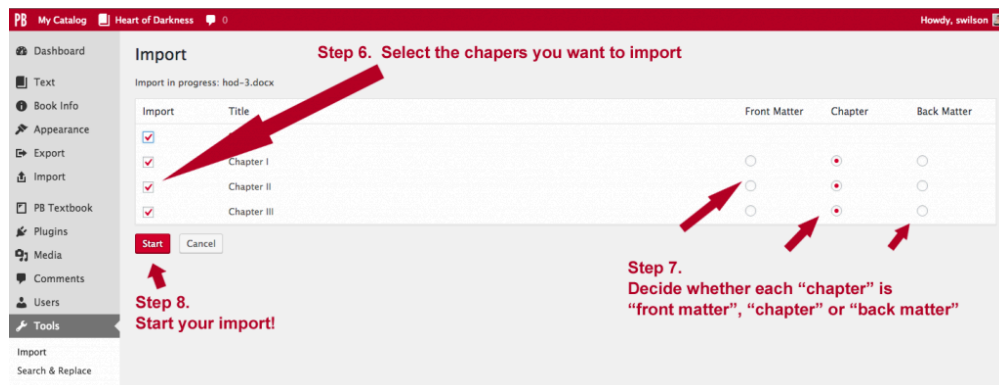 PB My Catalog Heart of Darkness 0 Howdy, swilson
Dashboard
Text
Book Info
Appearance
Export
Import
PB Textbook
Plugins
Media
Comments
Users
Tools
Import
Search & Replace
Import
Step 6. Select the chapers you want to import
Import in progress: hod-3.docx
Import Title Front Matter Chapter Back Matter
Chapter I
Chapter II
Chapter III
Start Cancel
Step 7.
Decide whether each “chapter” is
“front matter”, “chapter” or “back matter”
Step 8.
Start your import!